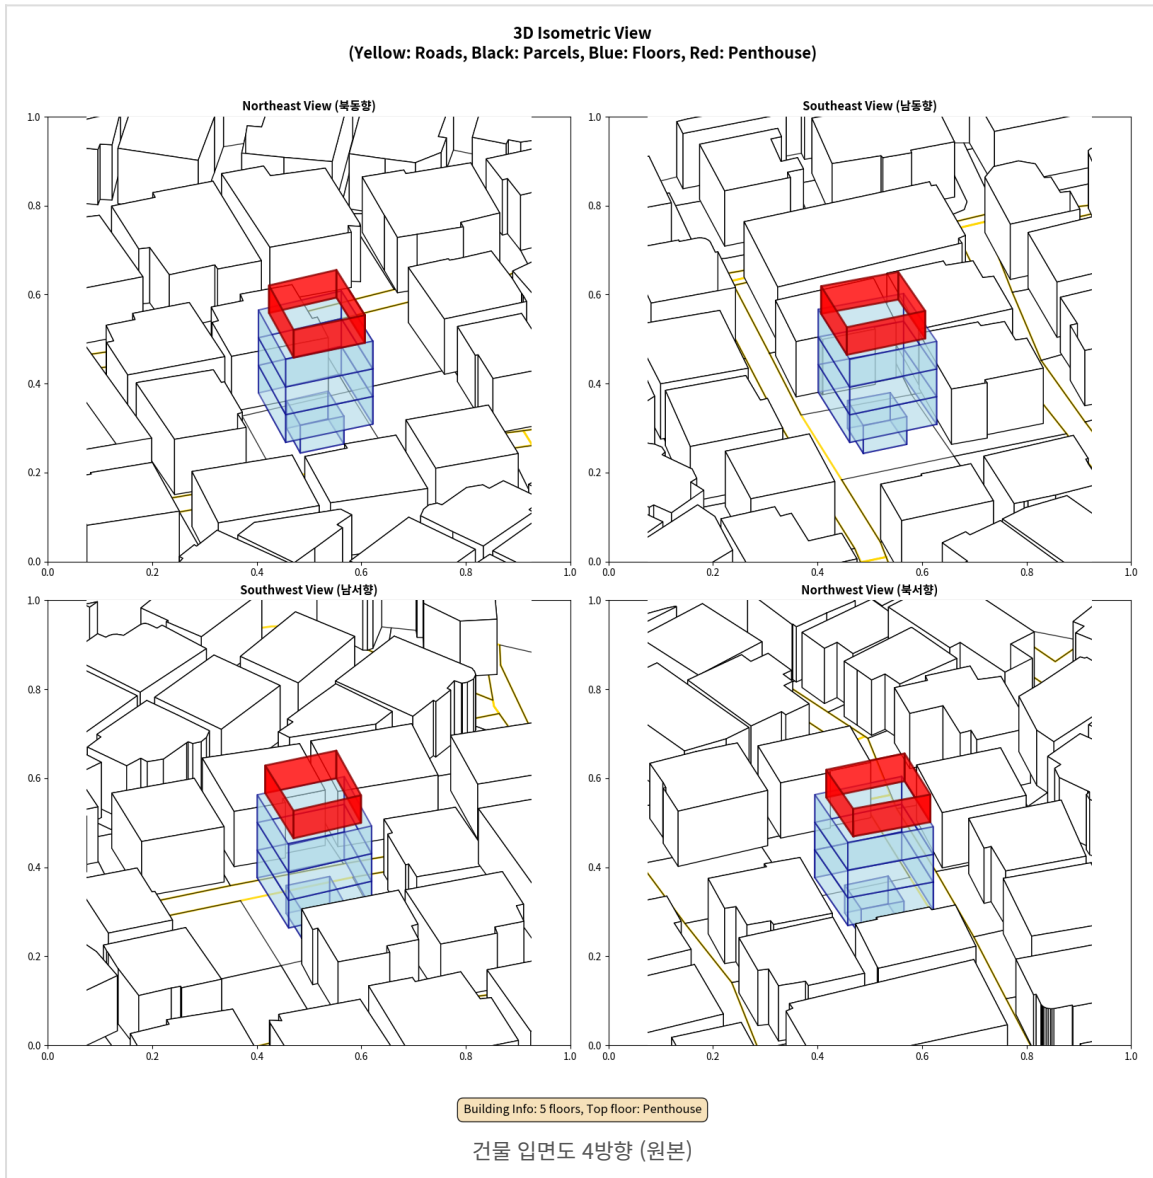 3D Isometric View
(Yellow: Roads, Black: Parcels, Blue: Floors, Red: Penthouse)
Northeast View (북동향)
1.0
0.8
0.6
0.4
0.2
0.0
0.0 0.2 0.4 0.6 0.8 1.0
Southeast View (남동향)
1.0
0.8
0.6
0.4
0.2
0.0
0.0 0.2 0.4 0.6 0.8 1.0
Southwest View (남서향)
1.0
0.8
0.6
0.4
0.2
0.0
0.0 0.2 0.4 0.6 0.8 1.0
Northwest View (북서향)
1.0
0.8
0.6
0.4
0.2
0.0
0.0 0.2 0.4 0.6 0.8 1.0
Building Info: 5 floors, Top floor: Penthouse
건물 입면도 4방향 (원본)